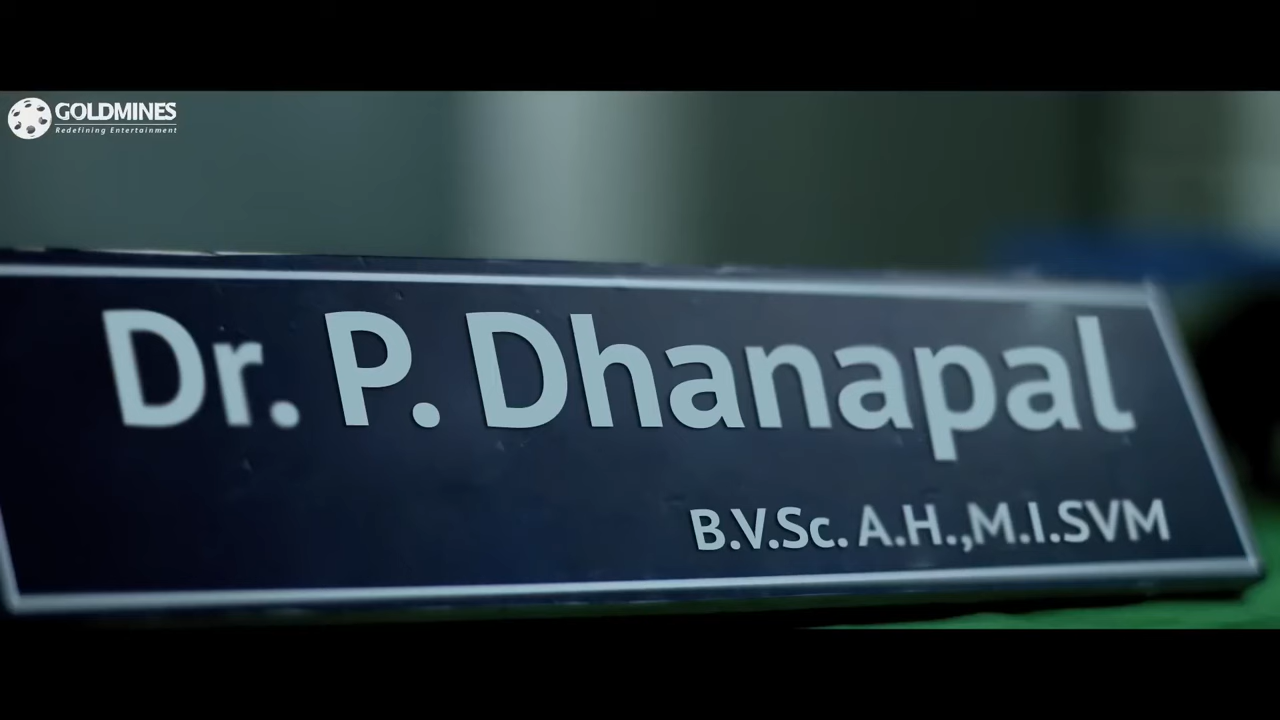 GOLDMINES
Redefining Entertainment
Dr. P. Dhanapal
B.V.Sc. A.H.,M.I.SVM